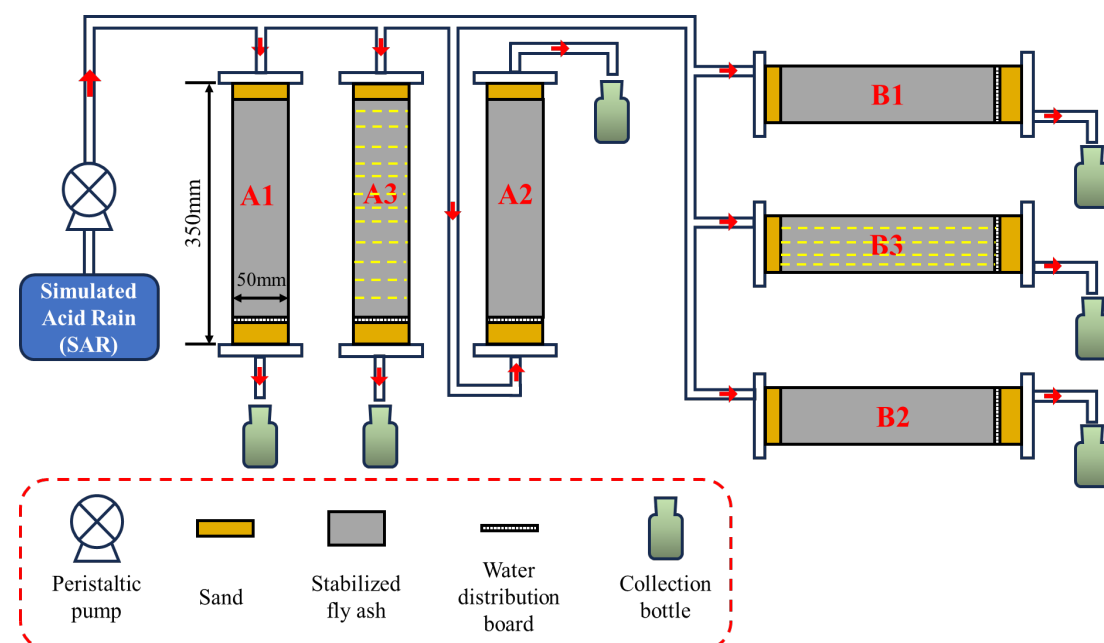 A1
A3
A2
B1
B3
B2
350mm
50mm
Simulated
Acid Rain
(SAR)
Peristaltic
pump
Sand
Stabilized
fly ash
Water
distribution
board
Collection
bottle